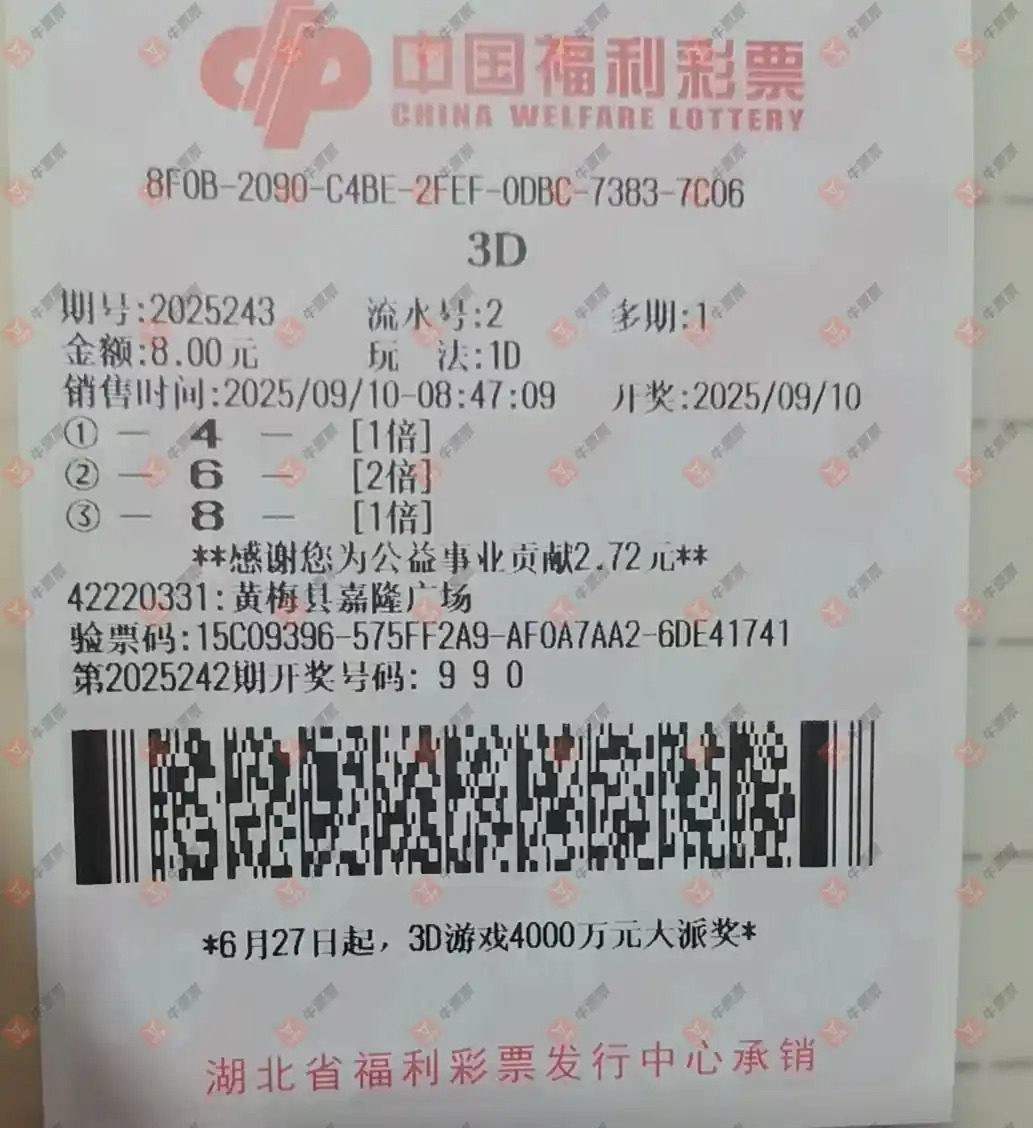 中国福利彩票
CHINA WELFARE LOTTERY
8F0B-2090-C4BE-2FEF-0DBC-7383-7C06
3D
期号:2025243 流水号:2 多期:1
金额:8.00元 玩 法:1D
销售时间:2025/09/10-08:47:09 开奖:2025/09/10
① — 4 — [1倍]
② — 6 — [2倍]
③ — 8 — [1倍]
**感谢您为公益事业贡献2.72元**
42220331:黄梅县嘉隆广场
验票码:15C09396-575FF2A9-AF0A7AA2-6DE41741
第2025242期开奖号码: 9 9 0
*6月27日起，3D游戏4000万元大派奖*
湖北省福利彩票发行中心承销